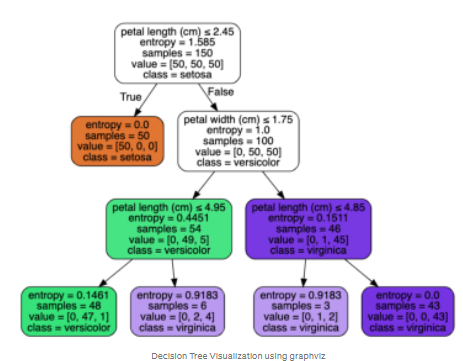 petal length (cm) ≤ 2.45
entropy = 1.585
samples = 150
value = [50, 50, 50]
class = setosa
True
False
entropy = 0.0
samples = 50
value = [50, 0, 0]
class = setosa
petal width (cm) ≤ 1.75
entropy = 1.0
samples = 100
value = [0, 50, 50]
class = versicolor
petal length (cm) ≤ 4.95
entropy = 0.4451
samples = 54
value = [0, 49, 5]
class = versicolor
petal length (cm) ≤ 4.85
entropy = 0.1511
samples = 46
value = [0, 1, 45]
class = virginica
entropy = 0.1461
samples = 48
value = [0, 47, 1]
class = versicolor
entropy = 0.9183
samples = 6
value = [0, 2, 4]
class = virginica
entropy = 0.9183
samples = 3
value = [0, 1, 2]
class = virginica
entropy = 0.0
samples = 43
value = [0, 0, 43]
class = virginica
Decision Tree Visualization using graphviz